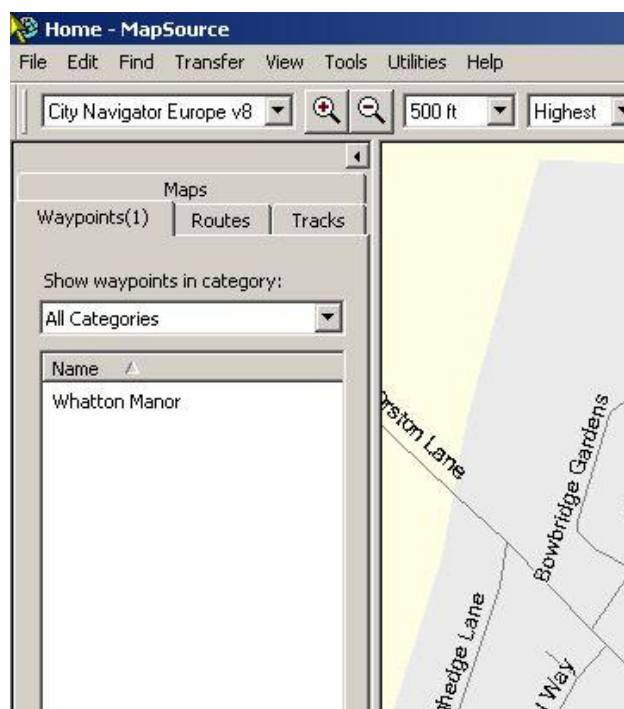 Home - MapSource
File Edit Find Transfer View Tools Utilities Help
City Navigator Europe v8 500 ft Highest
Maps
Waypoints(1) Routes Tracks
Show waypoints in category:
All Categories
Name
Whatton Manor
Lane
Bowbridge Gardens
Lane
Way